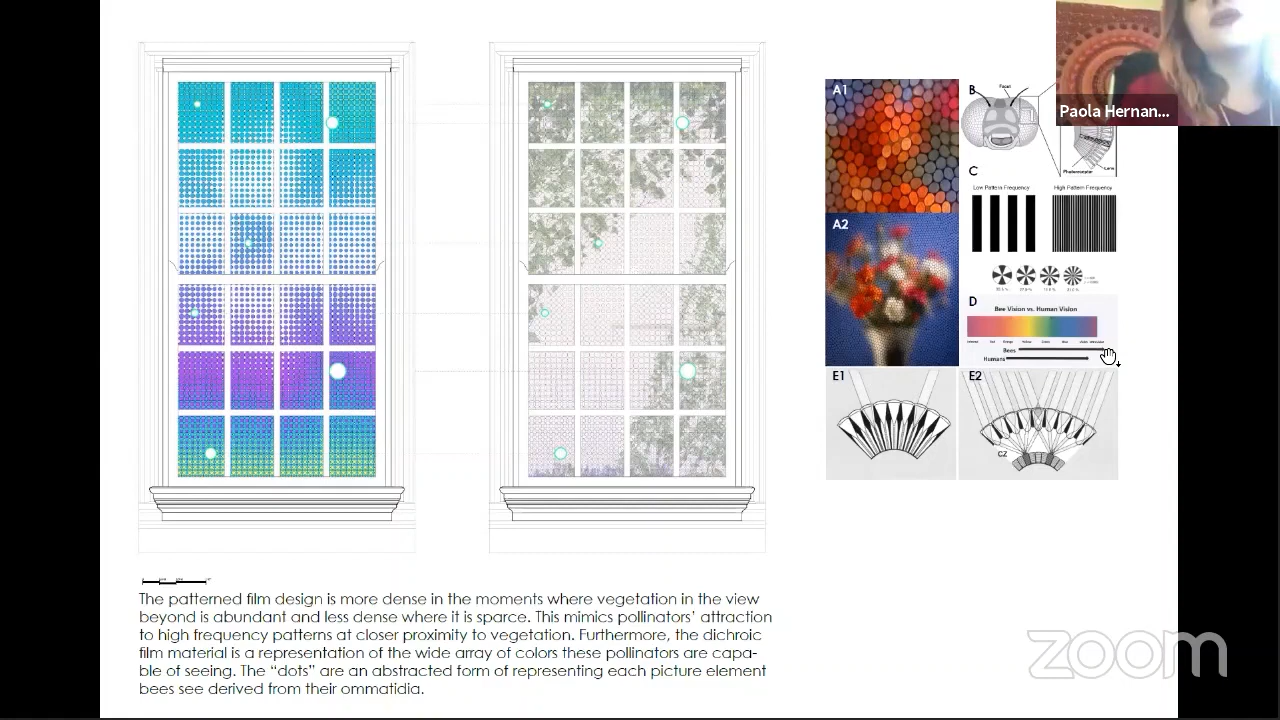 A1
B
Focus
Paola Hernan...
Photoreceptor
Lens
C
Low Pattern Frequency
High Pattern Frequency
A2
D
Bee Vision vs. Human Vision
Bees
Humans
E1
E2
CZ
The patterned film design is more dense in the moments where vegetation in the view
beyond is abundant and less dense where it is sparce. This mimics pollinators' attraction
to high frequency patterns at closer proximity to vegetation. Furthermore, the dichroic
film material is a representation of the wide array of colors these pollinators are capa-
ble of seeing. The "dots" are an abstracted form of representing each picture element
bees see derived from their ommatidia.
zoom